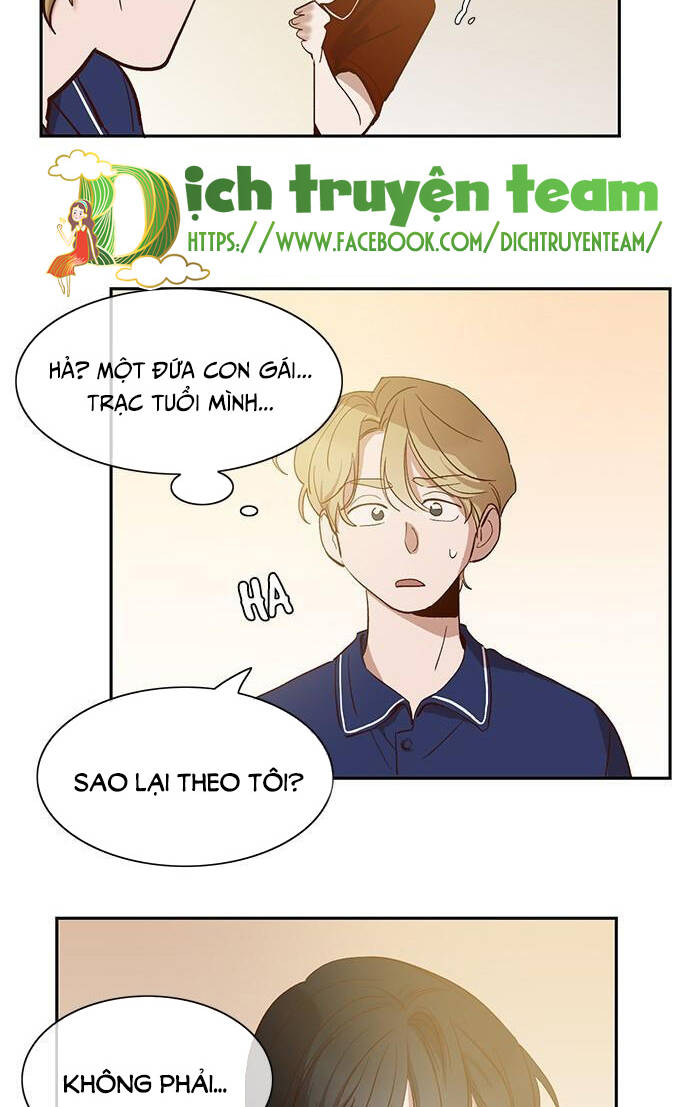 Dịch truyện team
HTTPS://WWW.FACEBOOK.COM/DICHTRUYENTEAM/
HẢ? MỘT ĐỨA CON GÁI...
TRẠC TUỔI MÌNH...
HA
SAO LẠI THEO TÔI?
KHÔNG PHẢI...